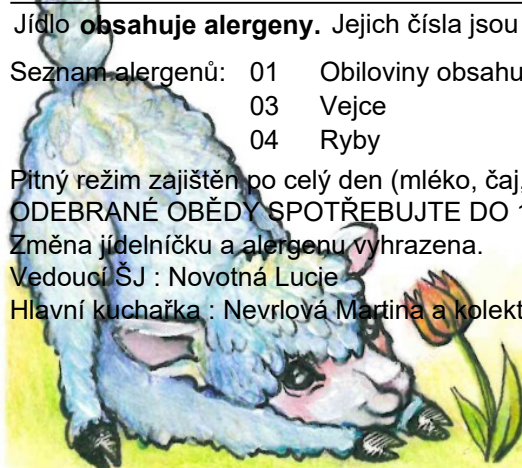 Jídlo obsahuje alergeny. Jejich čísla jsou
Seznam alergenů: 01 Obiloviny obsahu
03 Vejce
04 Ryby
Pitný režim zajištěn po celý den (mléko, čaj,
ODEBRANÉ OBĚDY SPOTŘEBUJTE DO 1
Změna jídelníčku a alergenu vyhrazena.
Vedoucí ŠJ : Novotná Lucie
Hlavní kuchařka : Nevrlová Martina a kolekt